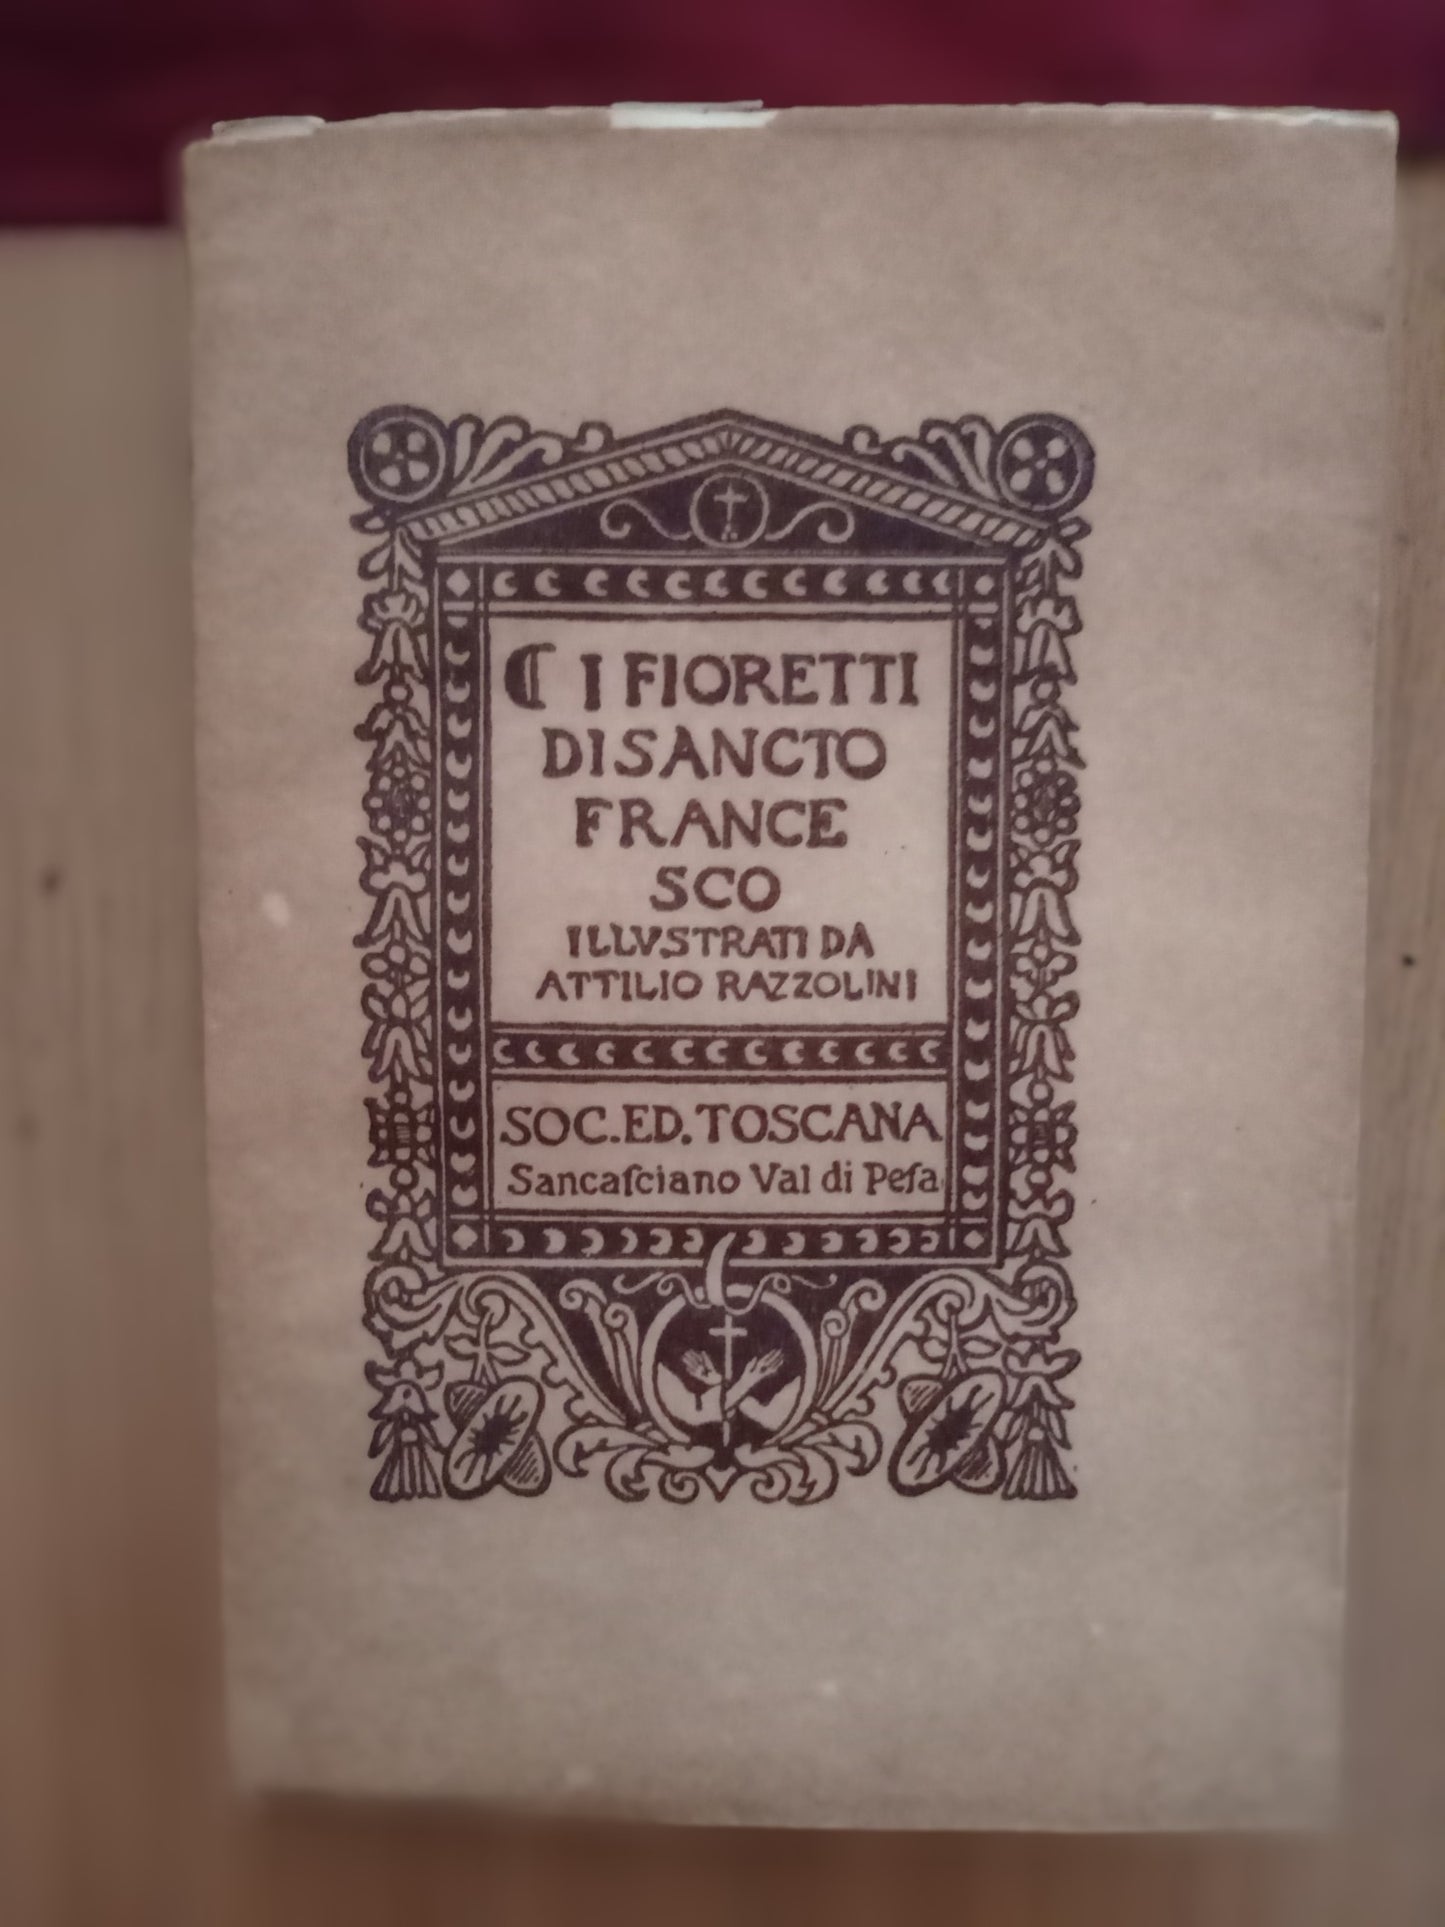 ⸿ I FIORETTI
DI SANCTO
FRANCE
SCO
ILLVSTRATI DA
ATTILIO RAZZOLINI
SOC. ED. TOSCANA
Sancaſciano Val di Peſa